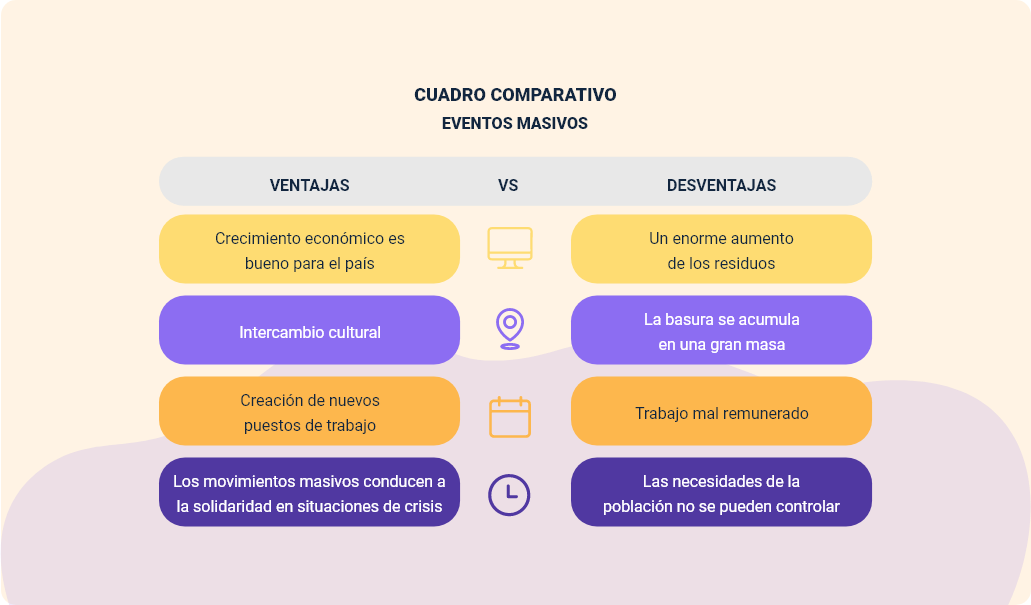 CUADRO COMPARATIVO
EVENTOS MASIVOS
VENTAJAS VS DESVENTAJAS
Crecimiento económico es
bueno para el país
Un enorme aumento
de los residuos
Intercambio cultural
La basura se acumula
en una gran masa
Creación de nuevos
puestos de trabajo
Trabajo mal remunerado
Los movimientos masivos conducen a
la solidaridad en situaciones de crisis
Las necesidades de la
población no se pueden controlar